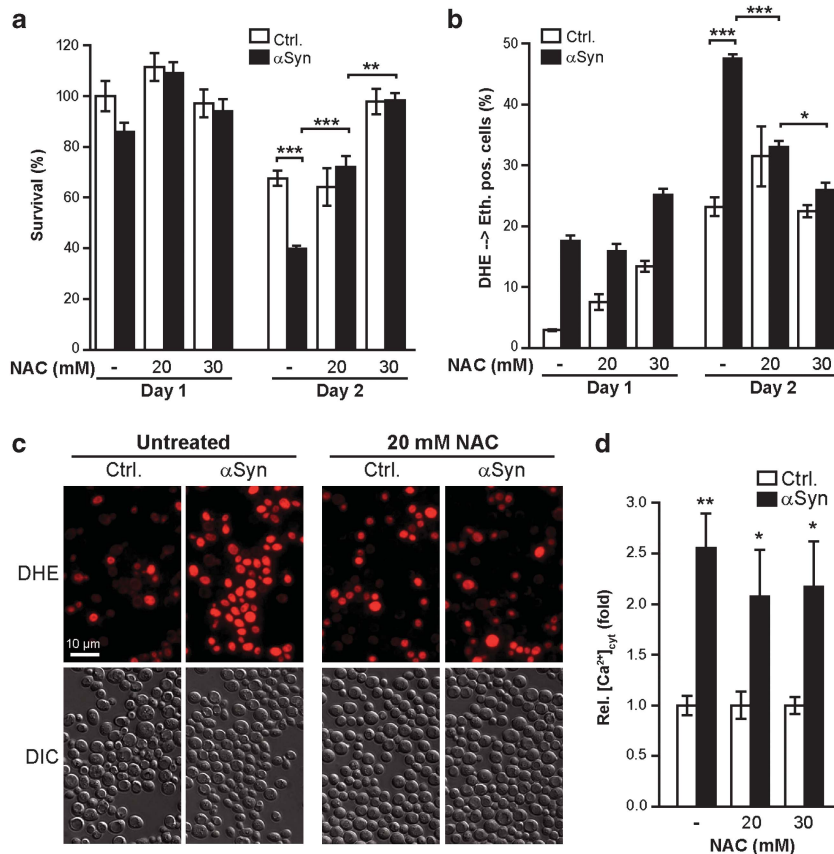 a
Survival (%)
120
100
80
60
40
20
0
Ctrl.
αSyn
***
***
**
NAC (mM)
- 20 30 - 20 30
Day 1 Day 2
b
DHE --> Eth. pos. cells (%)
50
40
30
20
10
0
Ctrl.
αSyn
***
***
*
NAC (mM)
- 20 30 - 20 30
Day 1 Day 2
c
Untreated 20 mM NAC
Ctrl. αSyn Ctrl. αSyn
DHE
10 µm
DIC
d
Ctrl.
αSyn
Rel. [Ca²⁺]cyt (fold)
3.0
2.5
2.0
1.5
1.0
0.5
0.0
** * *
- 20 30
NAC (mM)